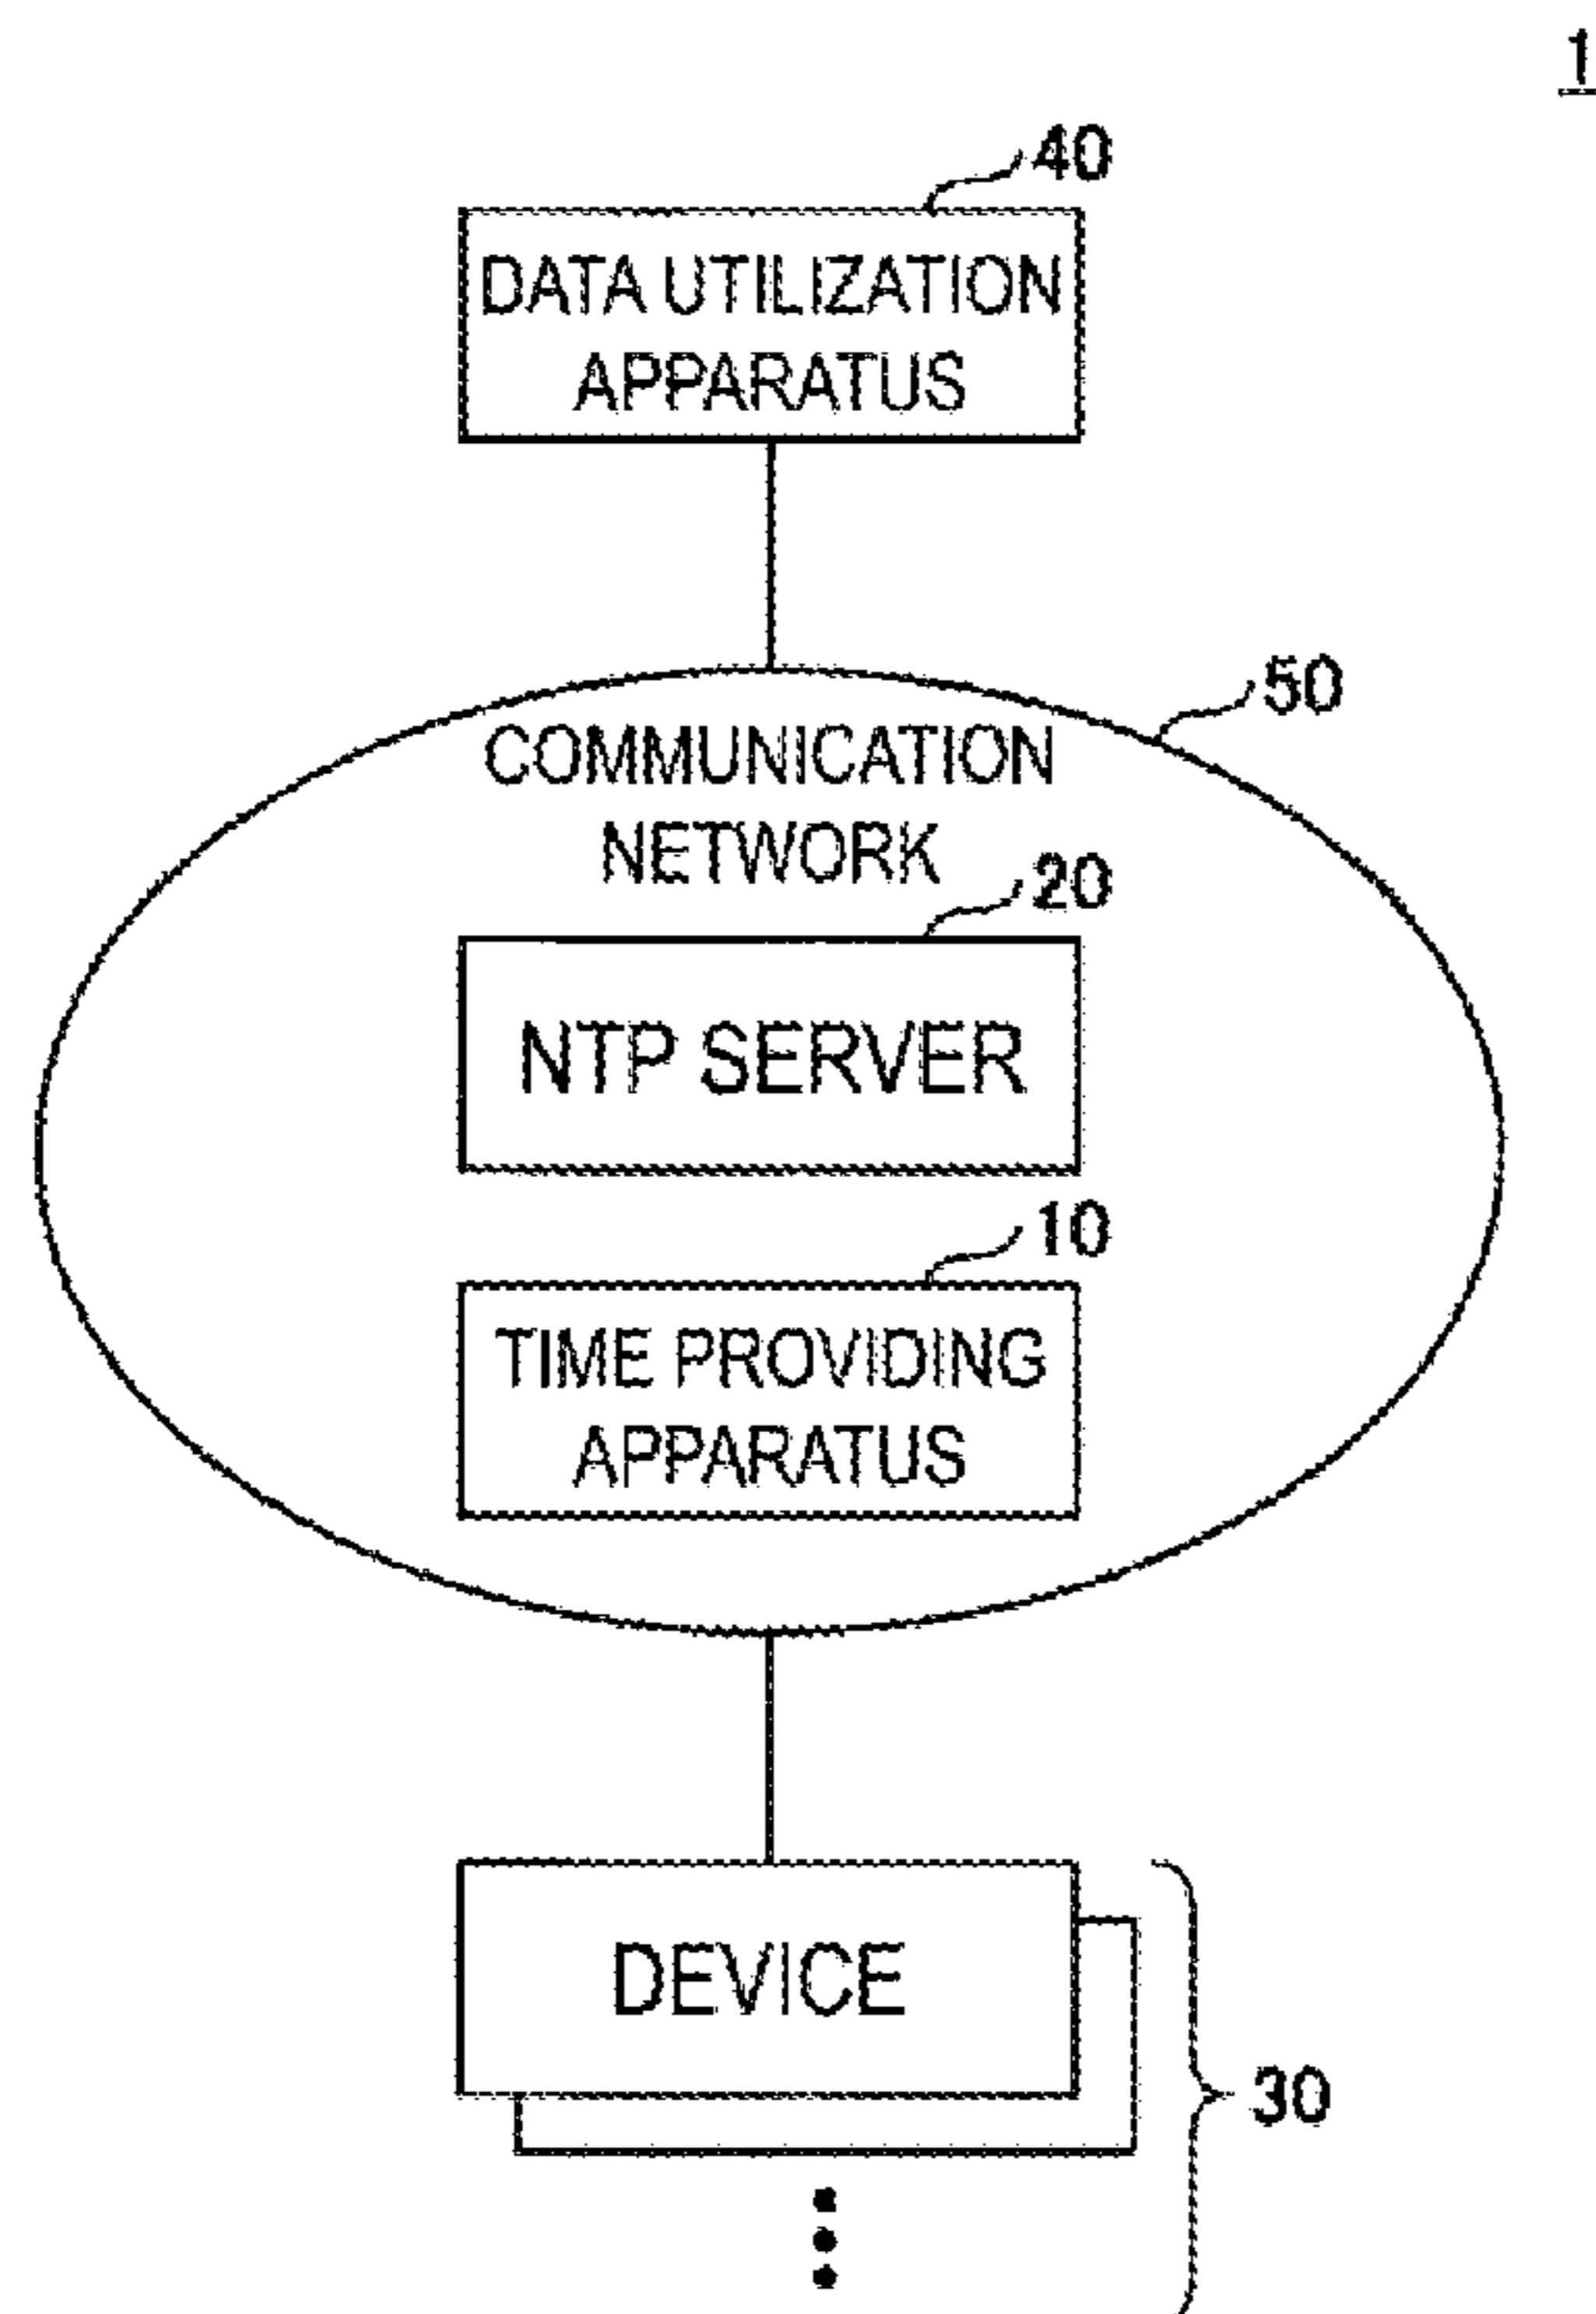 1
40
DATA UTILIZATION
APPARATUS
50
COMMUNICATION
NETWORK
20
NTP SERVER
10
TIME PROVIDING
APPARATUS
DEVICE
30